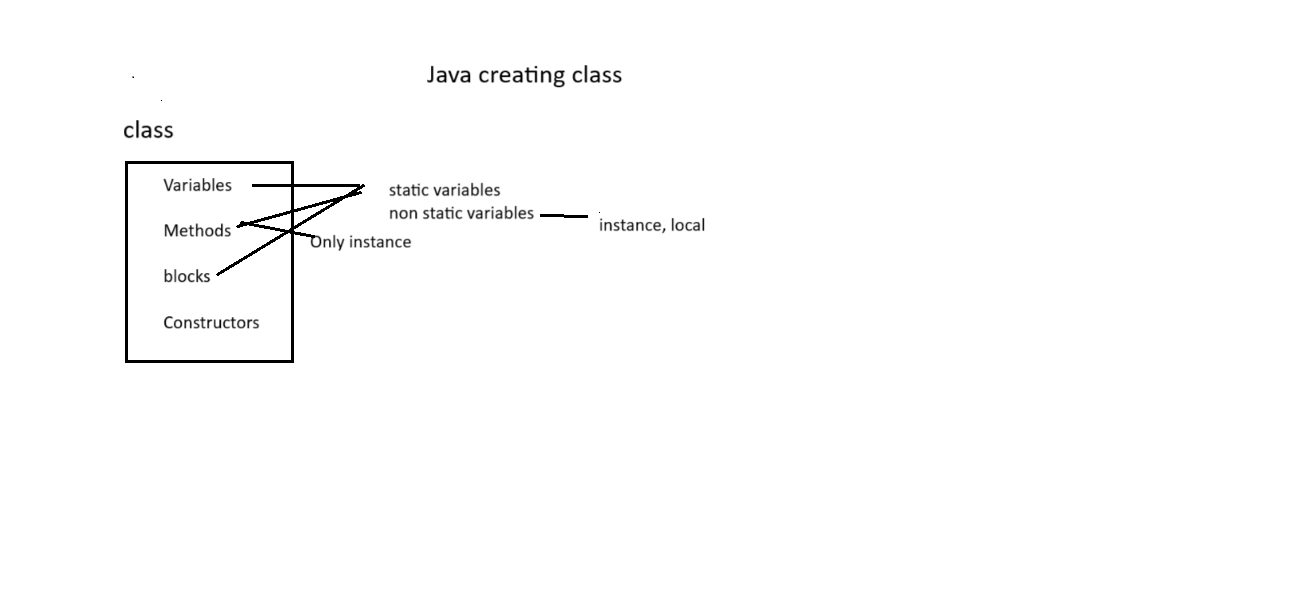 Java creating class
class
Variables
static variables
non static variables
instance, local
Methods
Only instance
blocks
Constructors